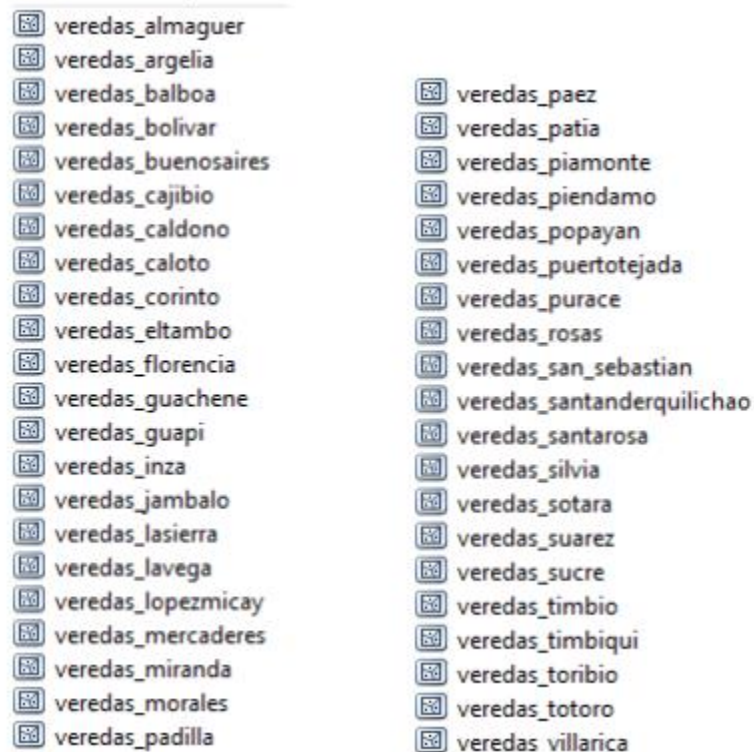 veredas_almaguer
veredas_argelia
veredas_balboa
veredas_bolivar
veredas_buenosaires
veredas_cajibio
veredas_caldono
veredas_caloto
veredas_corinto
veredas_eltambo
veredas_florencia
veredas_guachene
veredas_guapi
veredas_inza
veredas_jambalo
veredas_lasierra
veredas_lavega
veredas_lopezmicay
veredas_mercaderes
veredas_miranda
veredas_morales
veredas_padilla
veredas_paez
veredas_patia
veredas_piamonte
veredas_piendamo
veredas_popayan
veredas_puertotejada
veredas_purace
veredas_rosas
veredas_san_sebastian
veredas_santanderquilichao
veredas_santarosa
veredas_silvia
veredas_sotara
veredas_suarez
veredas_sucre
veredas_timbio
veredas_timbiqui
veredas_toribio
veredas_totoro
veredas_villarica